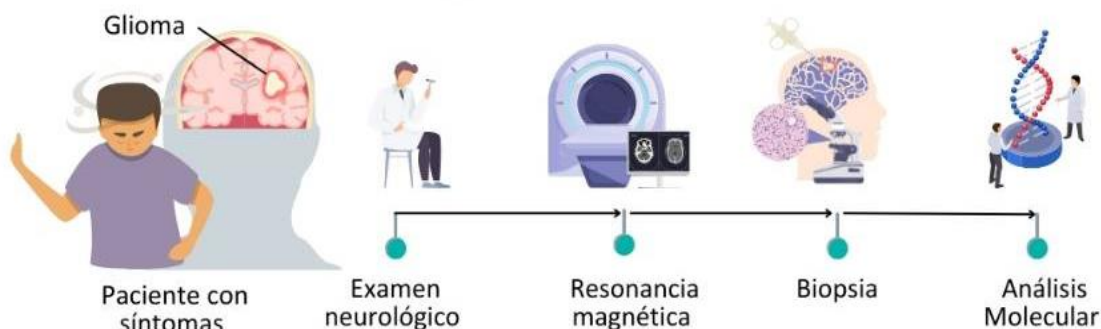 Glioma
Paciente con
síntomas
Examen
neurológico
Resonancia
magnética
Biopsia
Análisis
Molecular